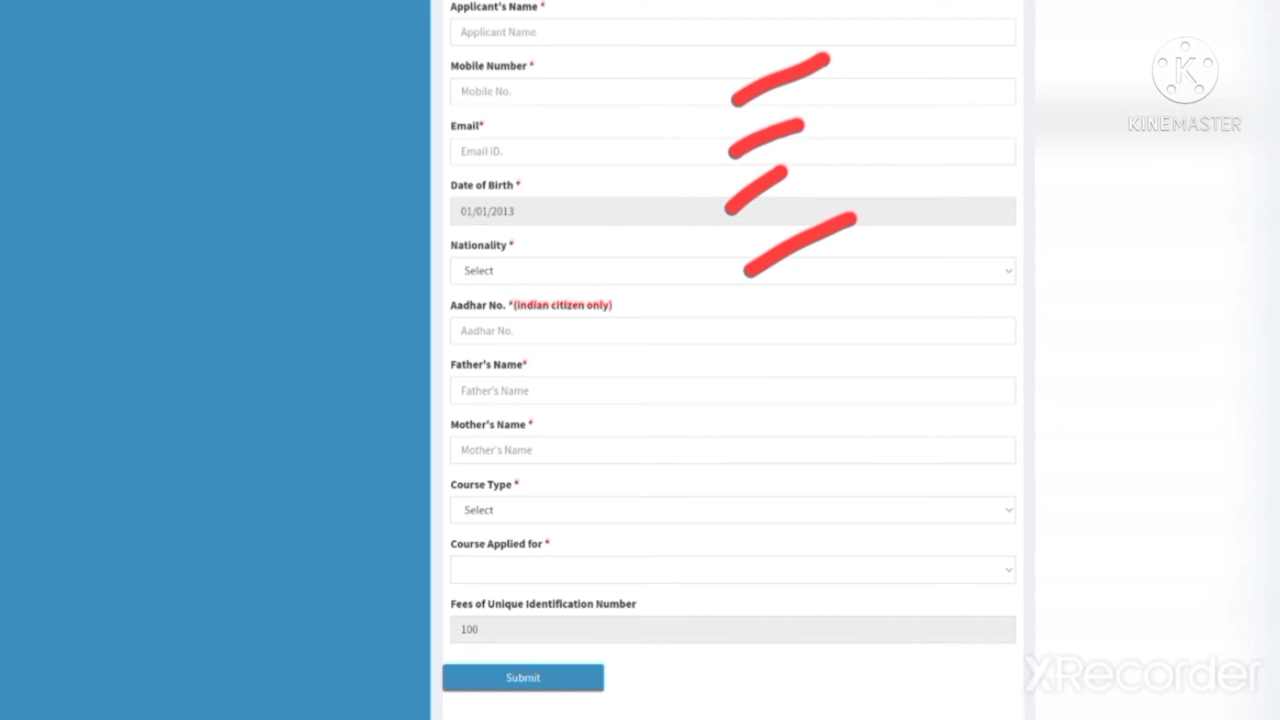 Applicant's Name *
Applicant Name
Mobile Number *
Mobile No.
Email*
Email ID.
Date of Birth *
01/01/2013
Nationality *
Select
Aadhar No. *(Indian citizen only)
Aadhar No.
Father's Name*
Father's Name
Mother's Name *
Mother's Name
Course Type *
Select
Course Applied for *
Fees of Unique Identification Number
100
Submit
K
KINEMASTER
XRecorder